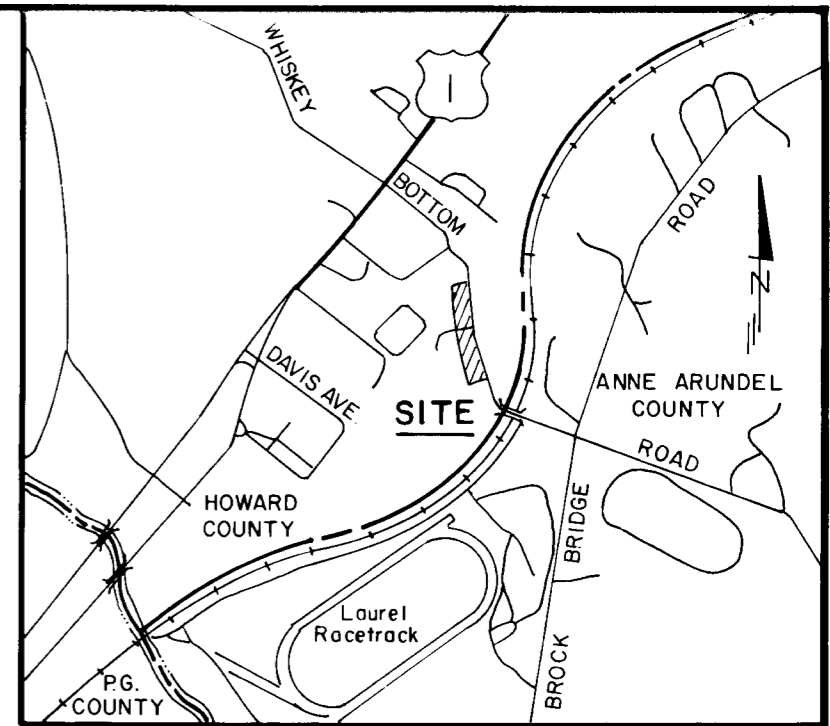 WHISKEY
1
BOTTOM
ROAD
N
DAVIS AVE.
SITE
ANNE ARUNDEL
COUNTY
ROAD
HOWARD
COUNTY
BRIDGE
Laurel
Racetrack
P.G.
COUNTY
BROCK